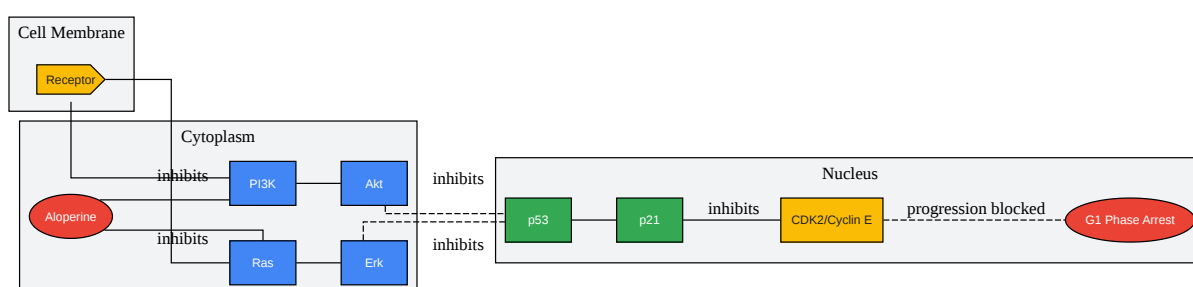 Cell Membrane
Receptor
Cytoplasm
inhibits
PI3K
Akt
inhibits
Aloperine
inhibits
Ras
Erk
inhibits
Nucleus
p53
p21
inhibits
CDK2/Cyclin E
progression blocked
G1 Phase Arrest